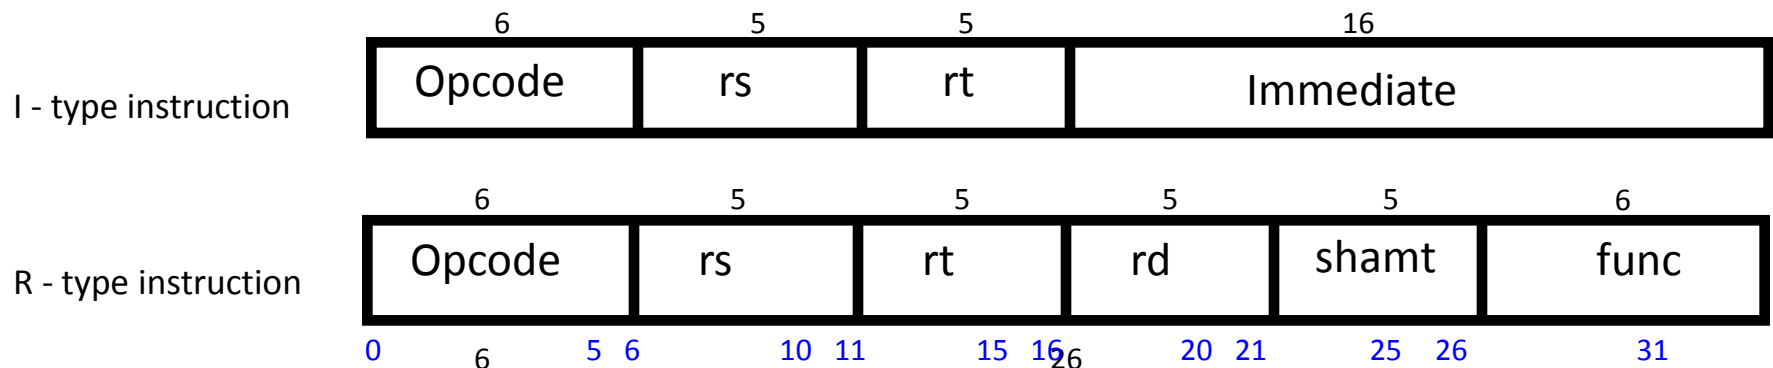 6 5 5 16
I - type instruction Opcode rs rt Immediate
6 5 5 5 5 6
R - type instruction Opcode rs rt rd shamt func
0 5 6 10 11 15 16 20 21 25 26 31
6 26